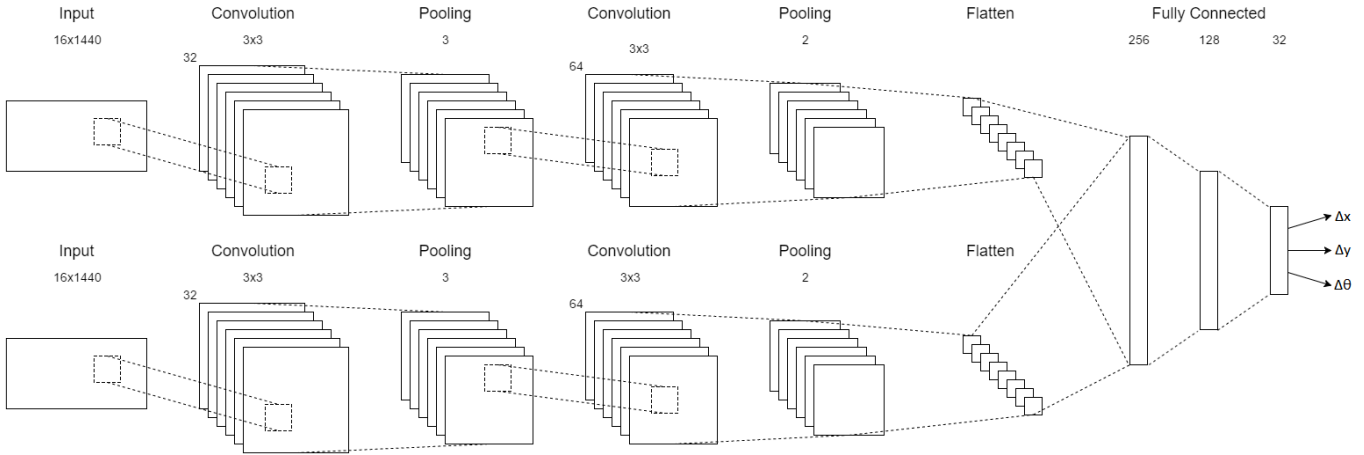 Input Convolution Pooling Convolution Pooling Flatten Fully Connected
16x1440 3x3 3 3x3 2 256 128 32
32 64
Δx
Δy
Δθ
Input Convolution Pooling Convolution Pooling Flatten
16x1440 3x3 3 3x3 2
32 64